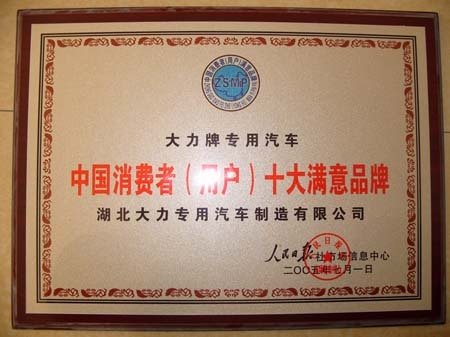 ZSMP
大力牌专用汽车
中国消费者（用户）十大满意品牌
湖北大力专用汽车制造有限公司
人民日报社市场信息中心
二〇〇五年七月一日